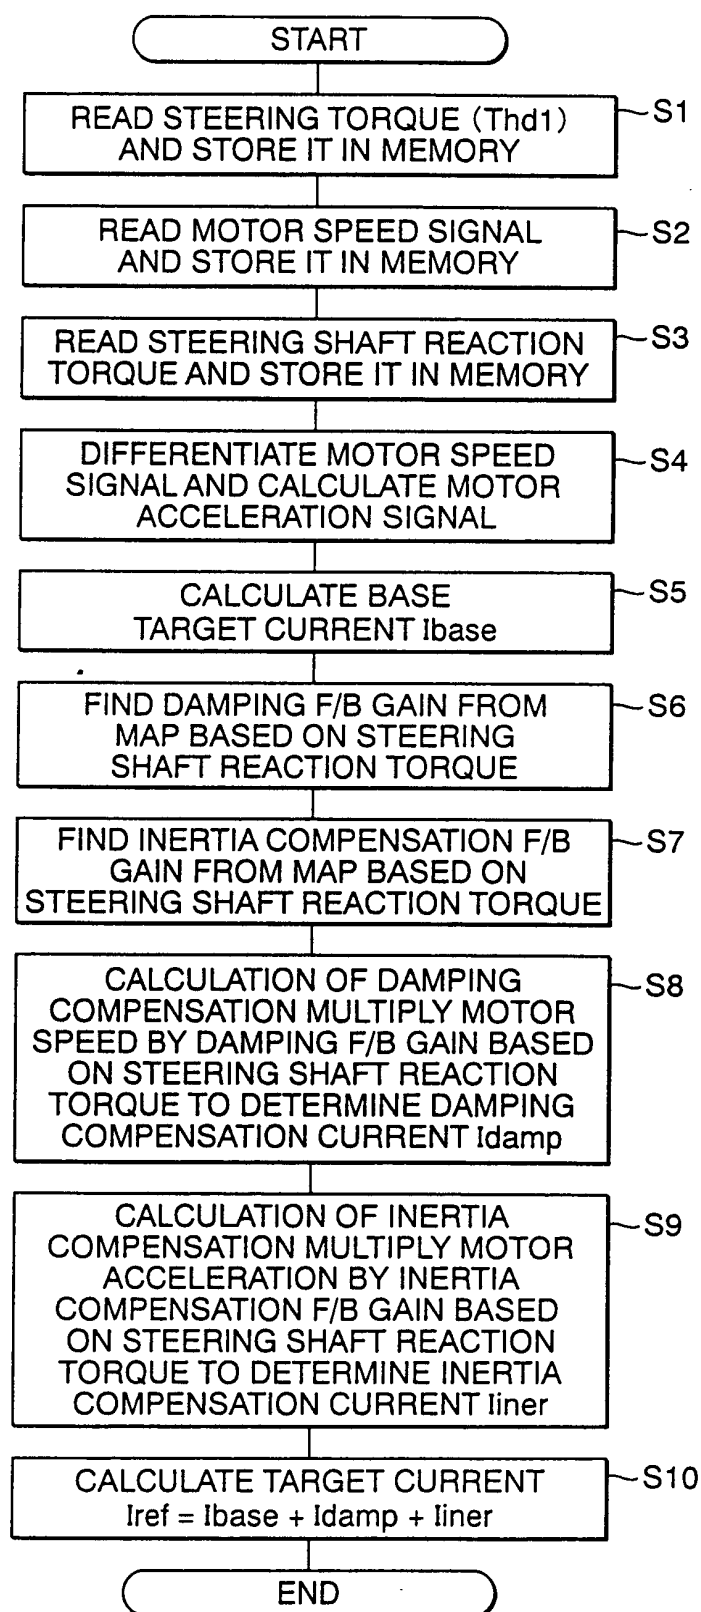 START
READ STEERING TORQUE (Thd1)
AND STORE IT IN MEMORY
S1
READ MOTOR SPEED SIGNAL
AND STORE IT IN MEMORY
S2
READ STEERING SHAFT REACTION
TORQUE AND STORE IT IN MEMORY
S3
DIFFERENTIATE MOTOR SPEED
SIGNAL AND CALCULATE MOTOR
ACCELERATION SIGNAL
S4
CALCULATE BASE
TARGET CURRENT Ibase
S5
FIND DAMPING F/B GAIN FROM
MAP BASED ON STEERING
SHAFT REACTION TORQUE
S6
FIND INERTIA COMPENSATION F/B
GAIN FROM MAP BASED ON
STEERING SHAFT REACTION TORQUE
S7
CALCULATION OF DAMPING
COMPENSATION MULTIPLY MOTOR
SPEED BY DAMPING F/B GAIN BASED
ON STEERING SHAFT REACTION
TORQUE TO DETERMINE DAMPING
COMPENSATION CURRENT Idamp
S8
CALCULATION OF INERTIA
COMPENSATION MULTIPLY MOTOR
ACCELERATION BY INERTIA
COMPENSATION F/B GAIN BASED
ON STEERING SHAFT REACTION
TORQUE TO DETERMINE INERTIA
COMPENSATION CURRENT Iiner
S9
CALCULATE TARGET CURRENT
Iref = Ibase + Idamp + Iiner
S10
END